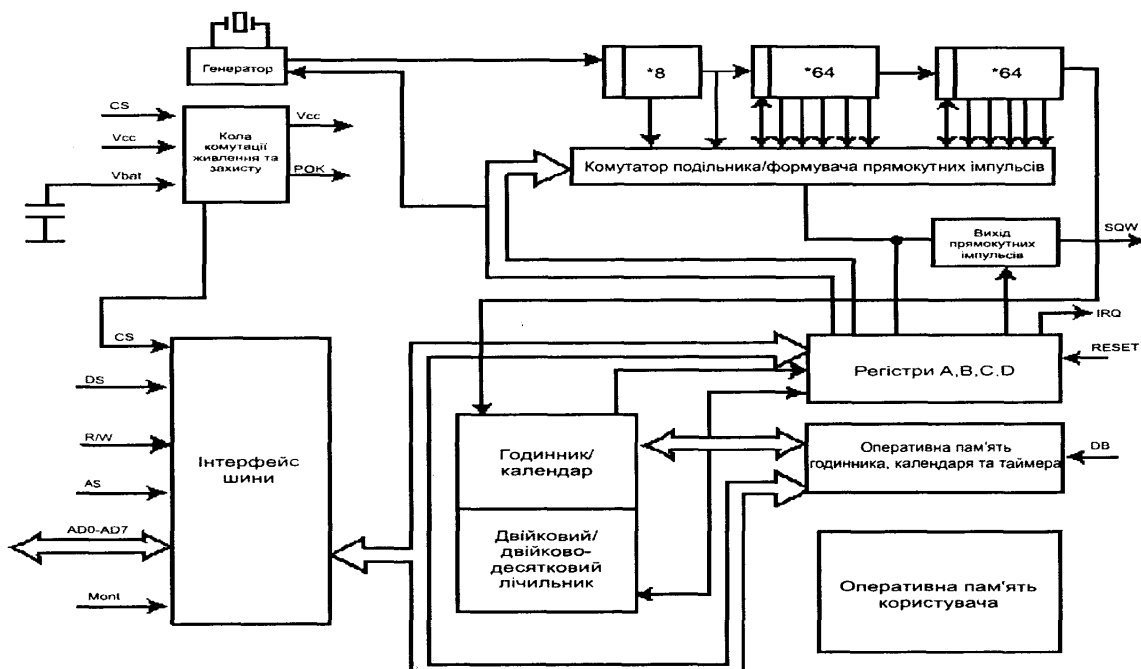 Генератор
*8
*64
*64
CS
Vcc
Vbat
Кола
комутації
живлення та
захисту
Vcc
POK
Комутатор подільника/формувача прямокутних імпульсів
Вихід
прямокутних
імпульсів
SQW
IRQ
RESET
Регістри A,B,C,D
CS
DS
R/W
AS
AD0-AD7
Mont
Інтерфейс
шини
Годинник/
календар
Двійковий/
двійково-
десятковий
лічильник
Оперативна пам'ять
годинника, календаря та таймера
DB
Оперативна пам'ять
користувача